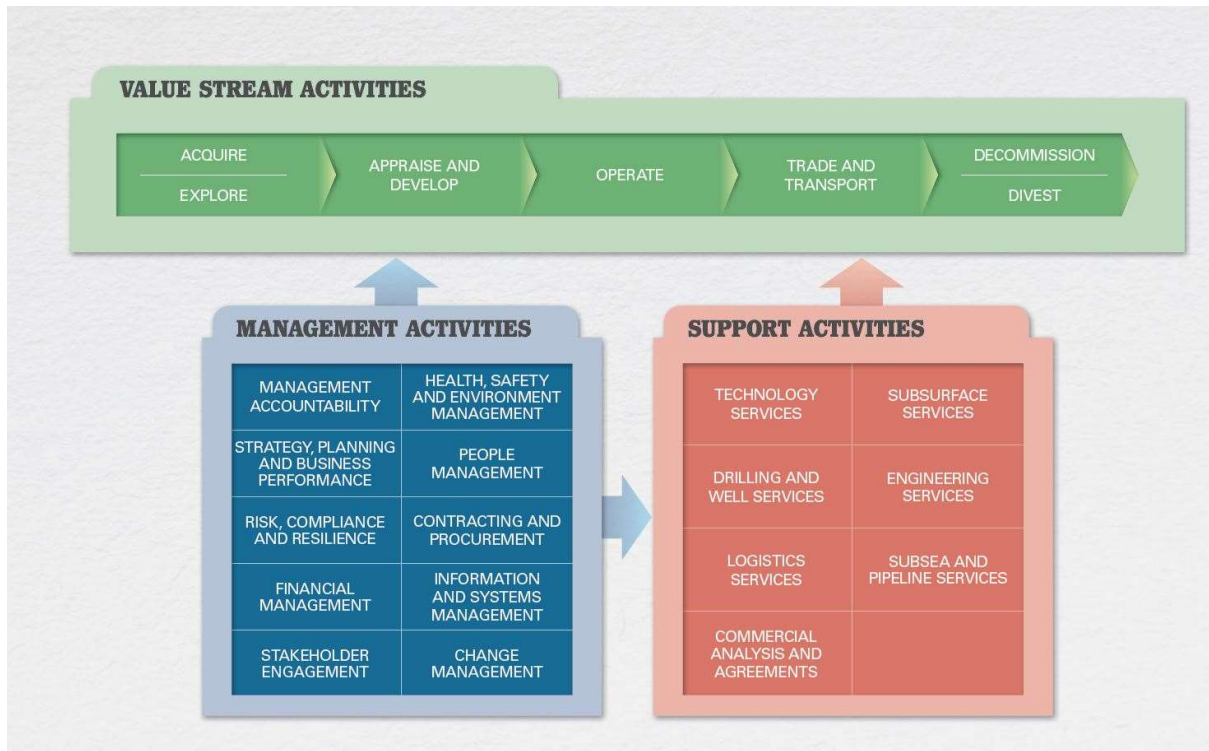 VALUE STREAM ACTIVITIES
ACQUIRE
EXPLORE
APPRAISE AND
DEVELOP
OPERATE
TRADE AND
TRANSPORT
DECOMMISSION
DIVEST
MANAGEMENT ACTIVITIES
MANAGEMENT
ACCOUNTABILITY
HEALTH, SAFETY
AND ENVIRONMENT
MANAGEMENT
STRATEGY, PLANNING
AND BUSINESS
PERFORMANCE
PEOPLE
MANAGEMENT
RISK, COMPLIANCE
AND RESILIENCE
CONTRACTING AND
PROCUREMENT
FINANCIAL
MANAGEMENT
INFORMATION
AND SYSTEMS
MANAGEMENT
STAKEHOLDER
ENGAGEMENT
CHANGE
MANAGEMENT
SUPPORT ACTIVITIES
TECHNOLOGY
SERVICES
SUBSURFACE
SERVICES
DRILLING AND
WELL SERVICES
ENGINEERING
SERVICES
LOGISTICS
SERVICES
SUBSEA AND
PIPELINE SERVICES
COMMERCIAL
ANALYSIS AND
AGREEMENTS